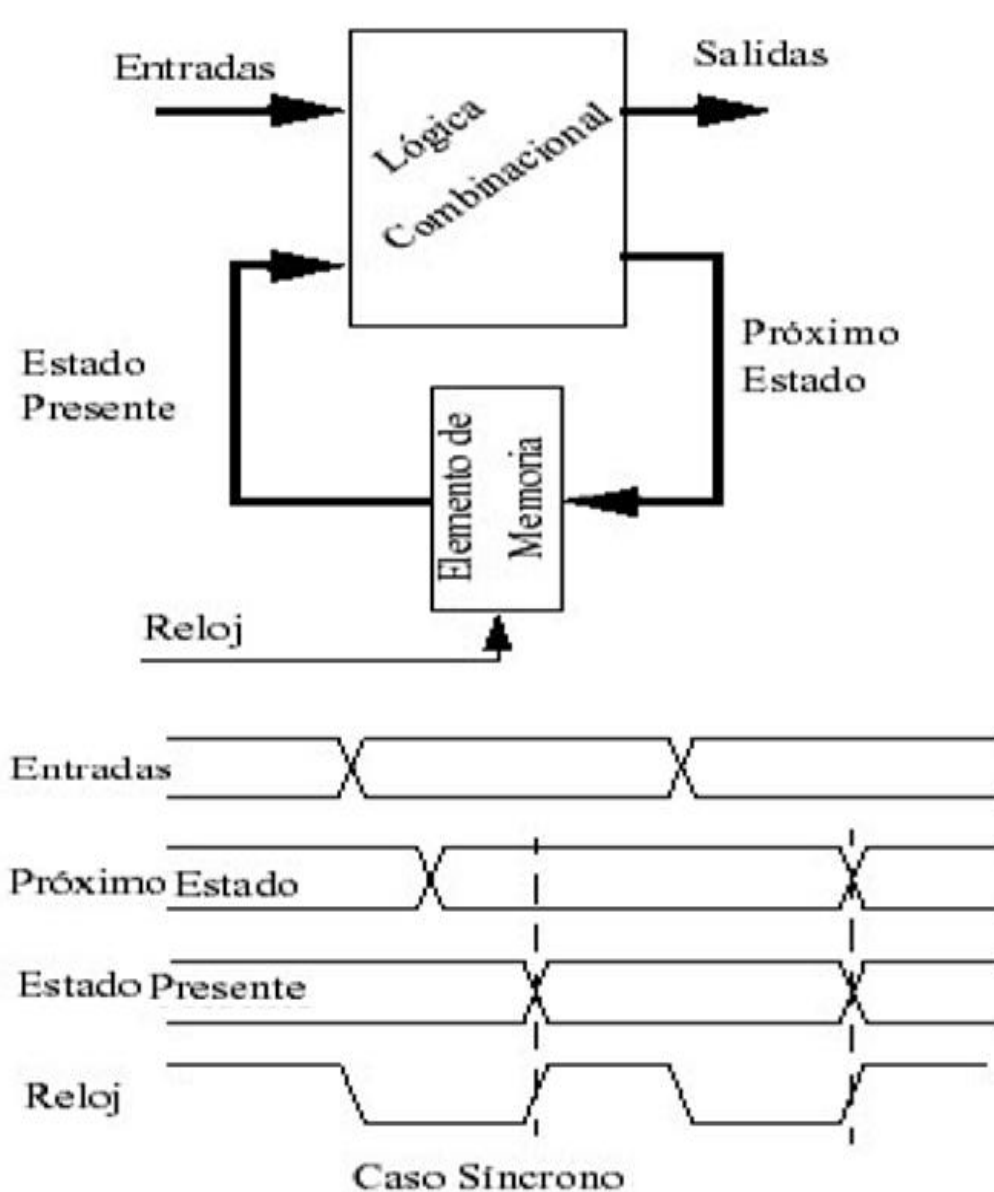 Entradas
Salidas
Lógica
Combinacional
Estado
Presente
Próximo
Estado
Elemento de
Memoria
Reloj
Entradas
Próximo Estado
Estado Presente
Reloj
Caso Síncrono